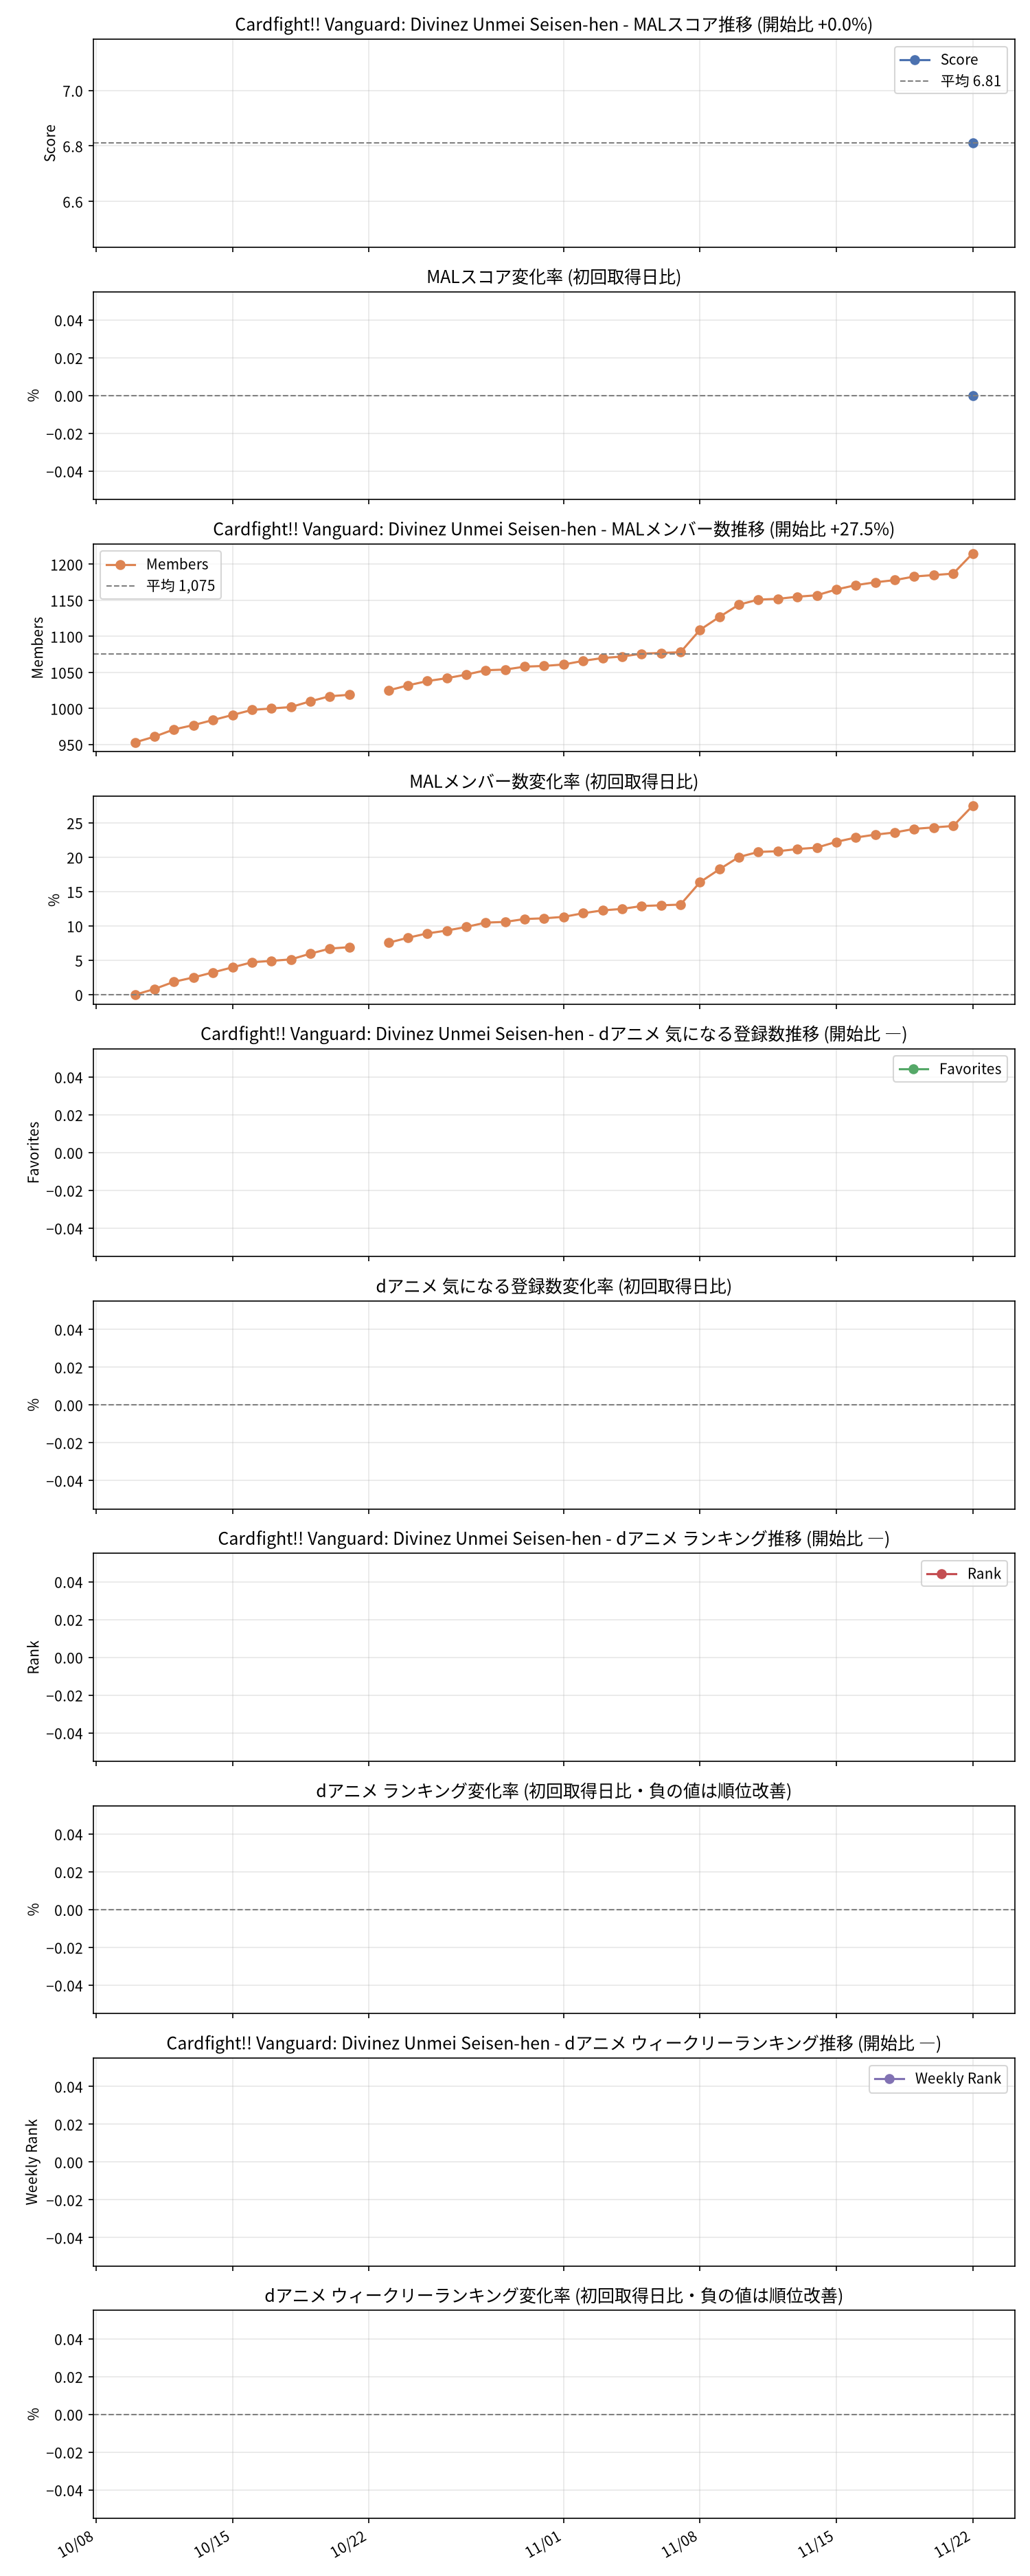 Cardfight!! Vanguard: Divinez Unmei Seisen-hen - MALスコア推移 (開始比 +0.0%)
Score
7.0
6.8
6.6
Score
平均 6.81
MALスコア変化率 (初回取得日比)
%
0.04
0.02
0.00
−0.02
−0.04
Cardfight!! Vanguard: Divinez Unmei Seisen-hen - MALメンバー数推移 (開始比 +27.5%)
Members
1200
1150
1100
1050
1000
950
Members
平均 1,075
MALメンバー数変化率 (初回取得日比)
%
25
20
15
10
5
0
Cardfight!! Vanguard: Divinez Unmei Seisen-hen - dアニメ 気になる登録数推移 (開始比 —)
Favorites
0.04
0.02
0.00
−0.02
−0.04
Favorites
dアニメ 気になる登録数変化率 (初回取得日比)
%
0.04
0.02
0.00
−0.02
−0.04
Cardfight!! Vanguard: Divinez Unmei Seisen-hen - dアニメ ランキング推移 (開始比 —)
Rank
0.04
0.02
0.00
−0.02
−0.04
Rank
dアニメ ランキング変化率 (初回取得日比・負の値は順位改善)
%
0.04
0.02
0.00
−0.02
−0.04
Cardfight!! Vanguard: Divinez Unmei Seisen-hen - dアニメ ウィークリーランキング推移 (開始比 —)
Weekly Rank
0.04
0.02
0.00
−0.02
−0.04
Weekly Rank
dアニメ ウィークリーランキング変化率 (初回取得日比・負の値は順位改善)
%
0.04
0.02
0.00
−0.02
−0.04
10/08
10/15
10/22
11/01
11/08
11/15
11/22